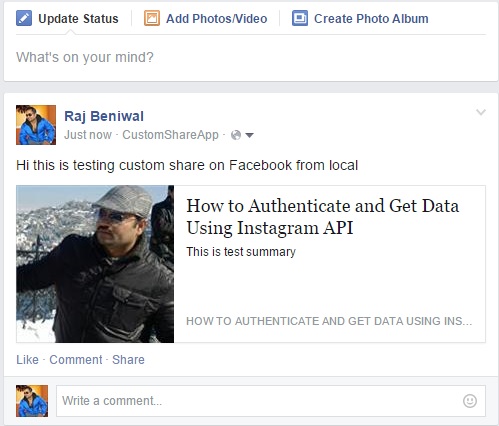 Update Status Add Photos/Video Create Photo Album
What's on your mind?
Raj Beniwal
Just now · CustomShareApp ·
Hi this is testing custom share on Facebook from local
How to Authenticate and Get Data
Using Instagram API
This is test summary
HOW TO AUTHENTICATE AND GET DATA USING INS...
Like · Comment · Share
Write a comment...